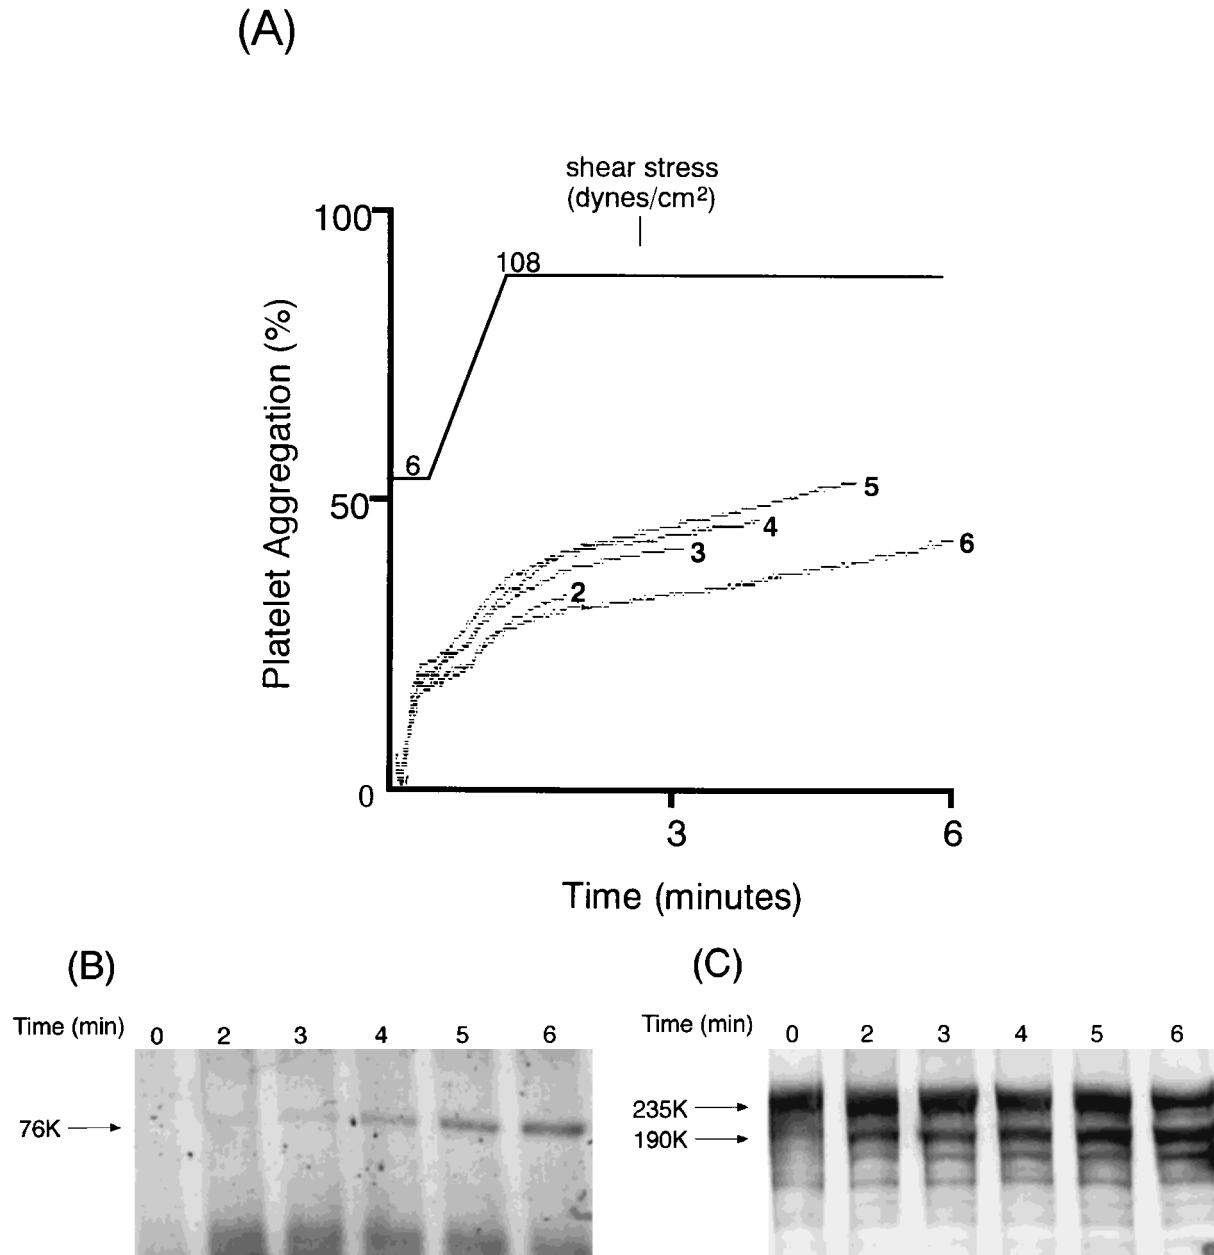 (A)
shear stress
(dynes/cm²)
100
108
6
50
5
4
3
6
2
0
3
6
Platelet Aggregation (%)
Time (minutes)
(B)
Time (min) 0 2 3 4 5 6
76K
(C)
Time (min) 0 2 3 4 5 6
235K
190K